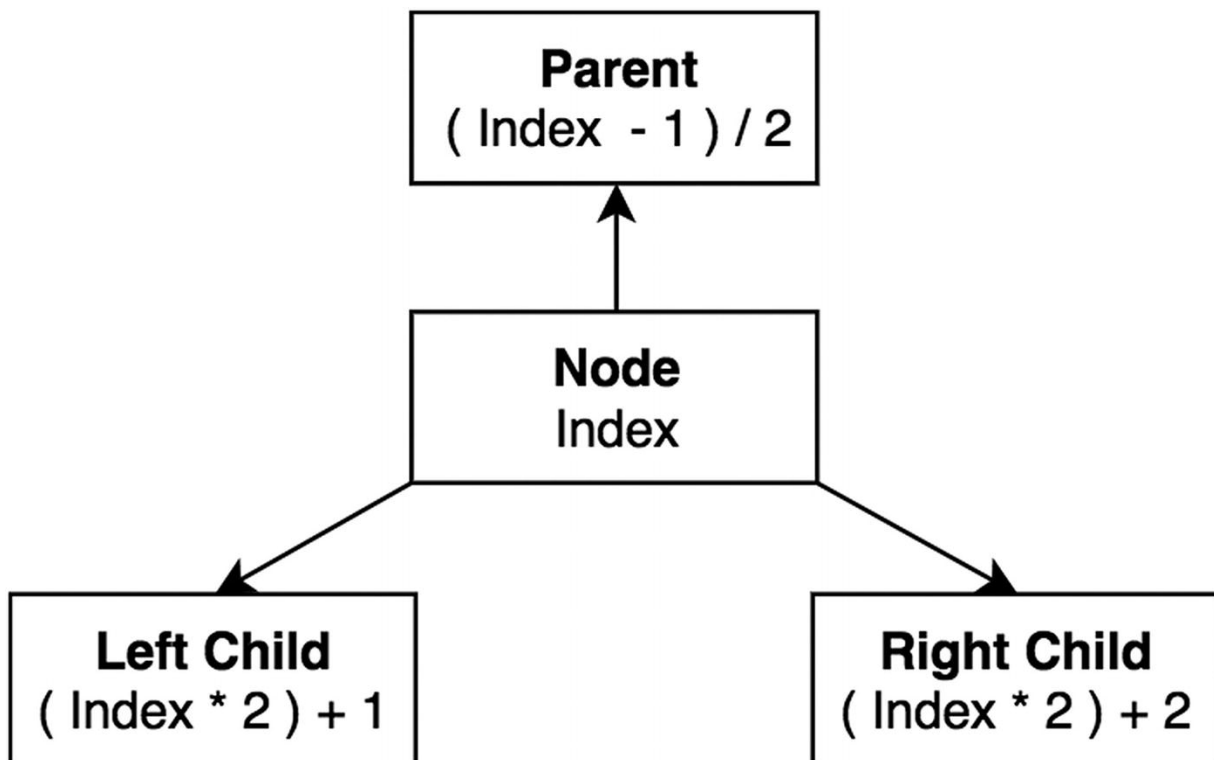 Parent
( Index - 1 ) / 2
Node
Index
Left Child
( Index * 2 ) + 1
Right Child
( Index * 2 ) + 2